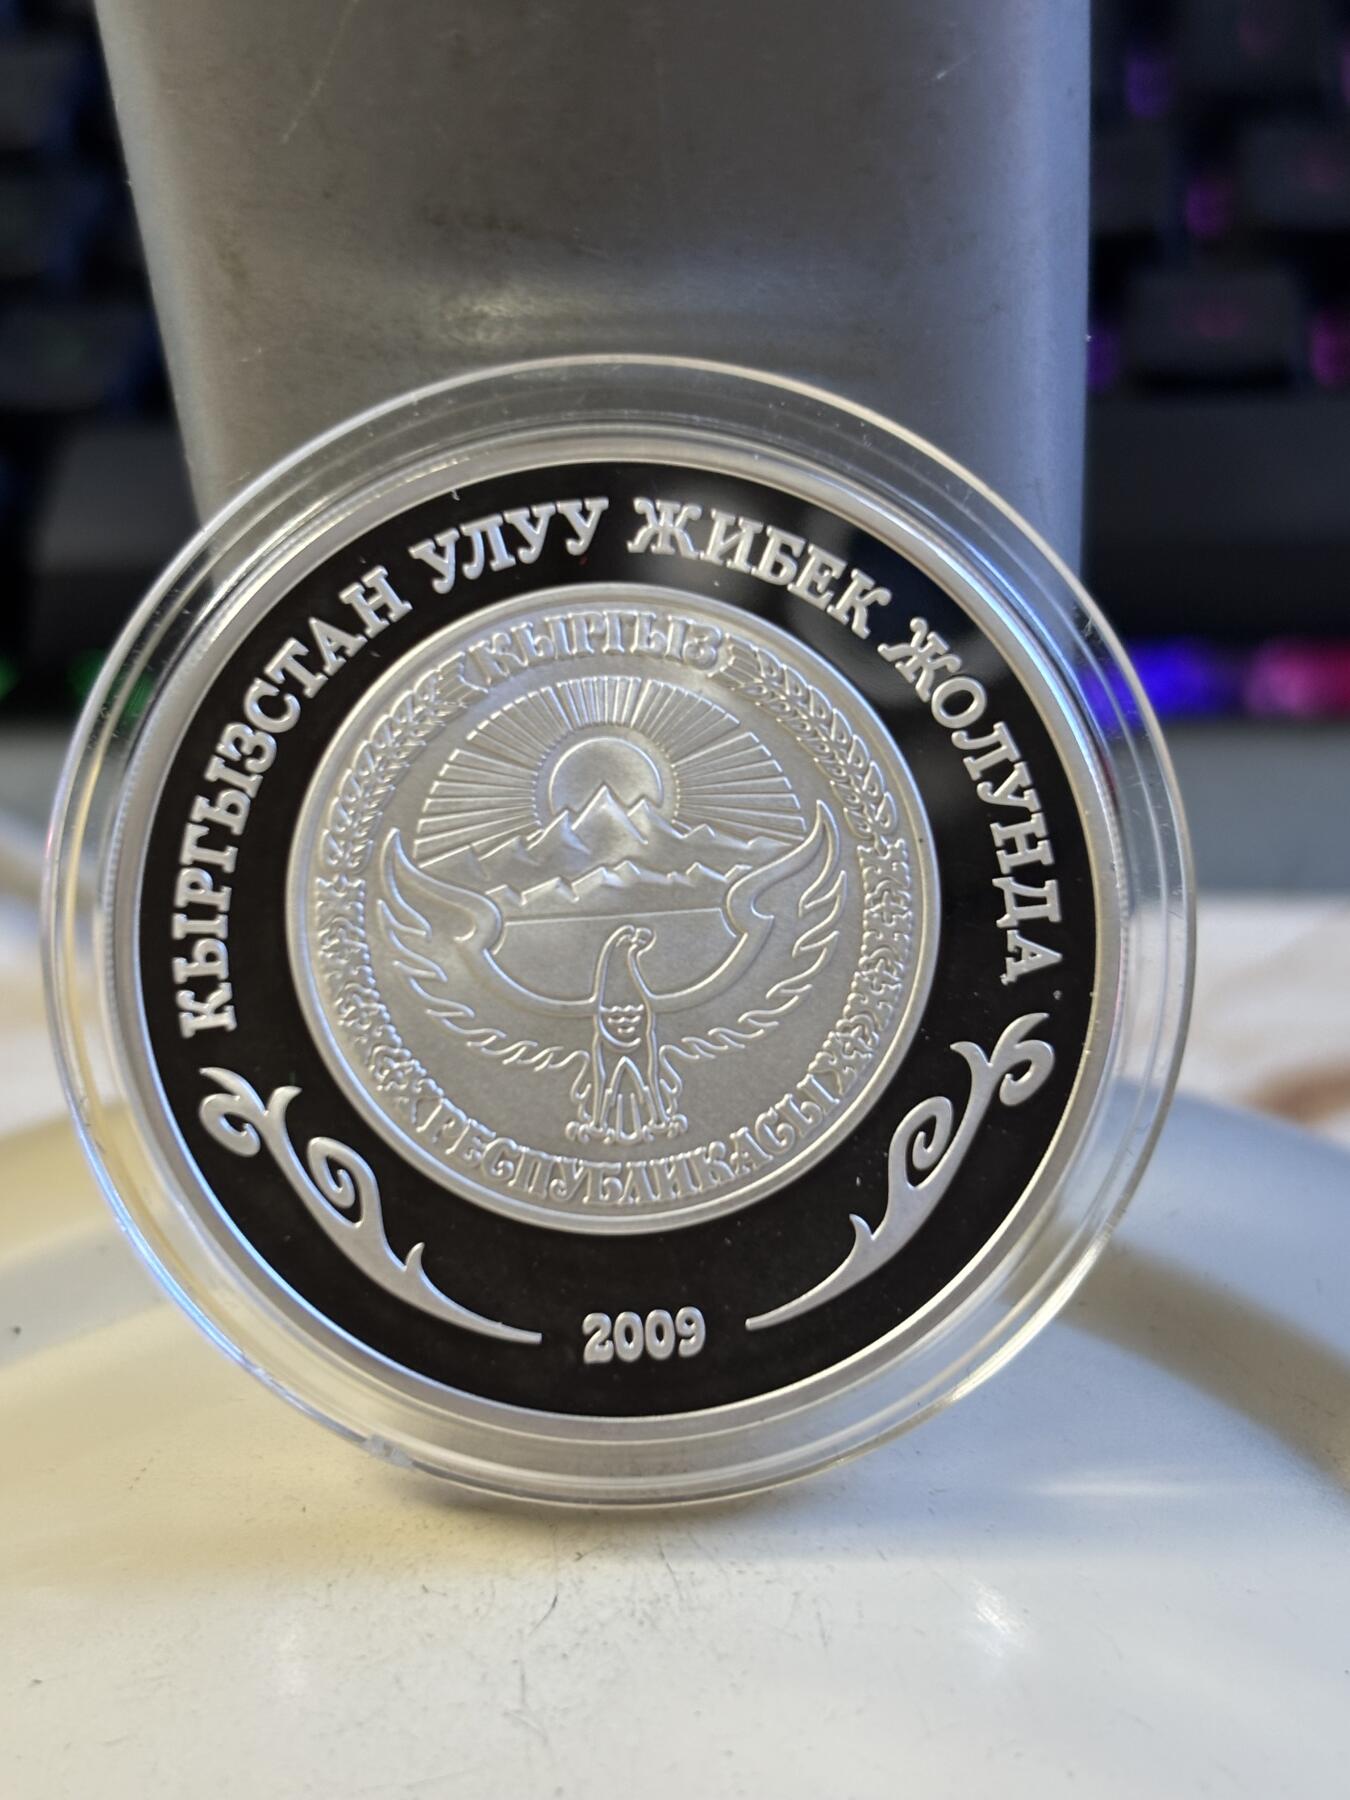 КЫРГЫЗСТАН УЛУУ ЖИБЕК ЖОЛУНДА
КЫРГЫЗ
РЕСПУБЛИКАСЫ
2009